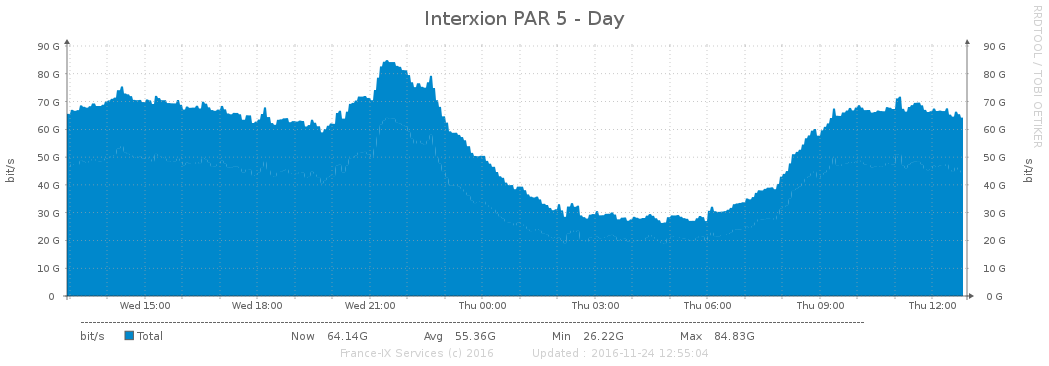 Interxion PAR 5 - Day
RRDTOOL / TOBI OETIKER
bit/s
90 G
80 G
70 G
60 G
50 G
40 G
30 G
20 G
10 G
0
90 G
80 G
70 G
60 G
50 G
40 G
30 G
20 G
10 G
0 G
bit/s
Wed 15:00 Wed 18:00 Wed 21:00 Thu 00:00 Thu 03:00 Thu 06:00 Thu 09:00 Thu 12:00
bit/s Total Now 64.14G Avg 55.36G Min 26.22G Max 84.83G
France-IX Services (c) 2016 Updated : 2016-11-24 12:55:04